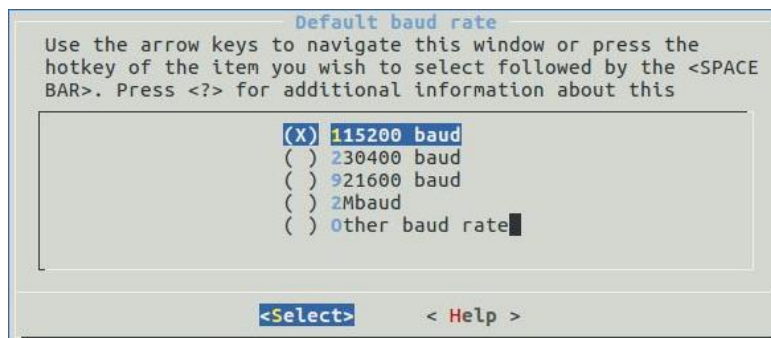 Default baud rate
Use the arrow keys to navigate this window or press the
hotkey of the item you wish to select followed by the <SPACE
BAR>. Press <?> for additional information about this
(X) 115200 baud
( ) 230400 baud
( ) 921600 baud
( ) 2Mbaud
( ) Other baud rate
<Select> < Help >